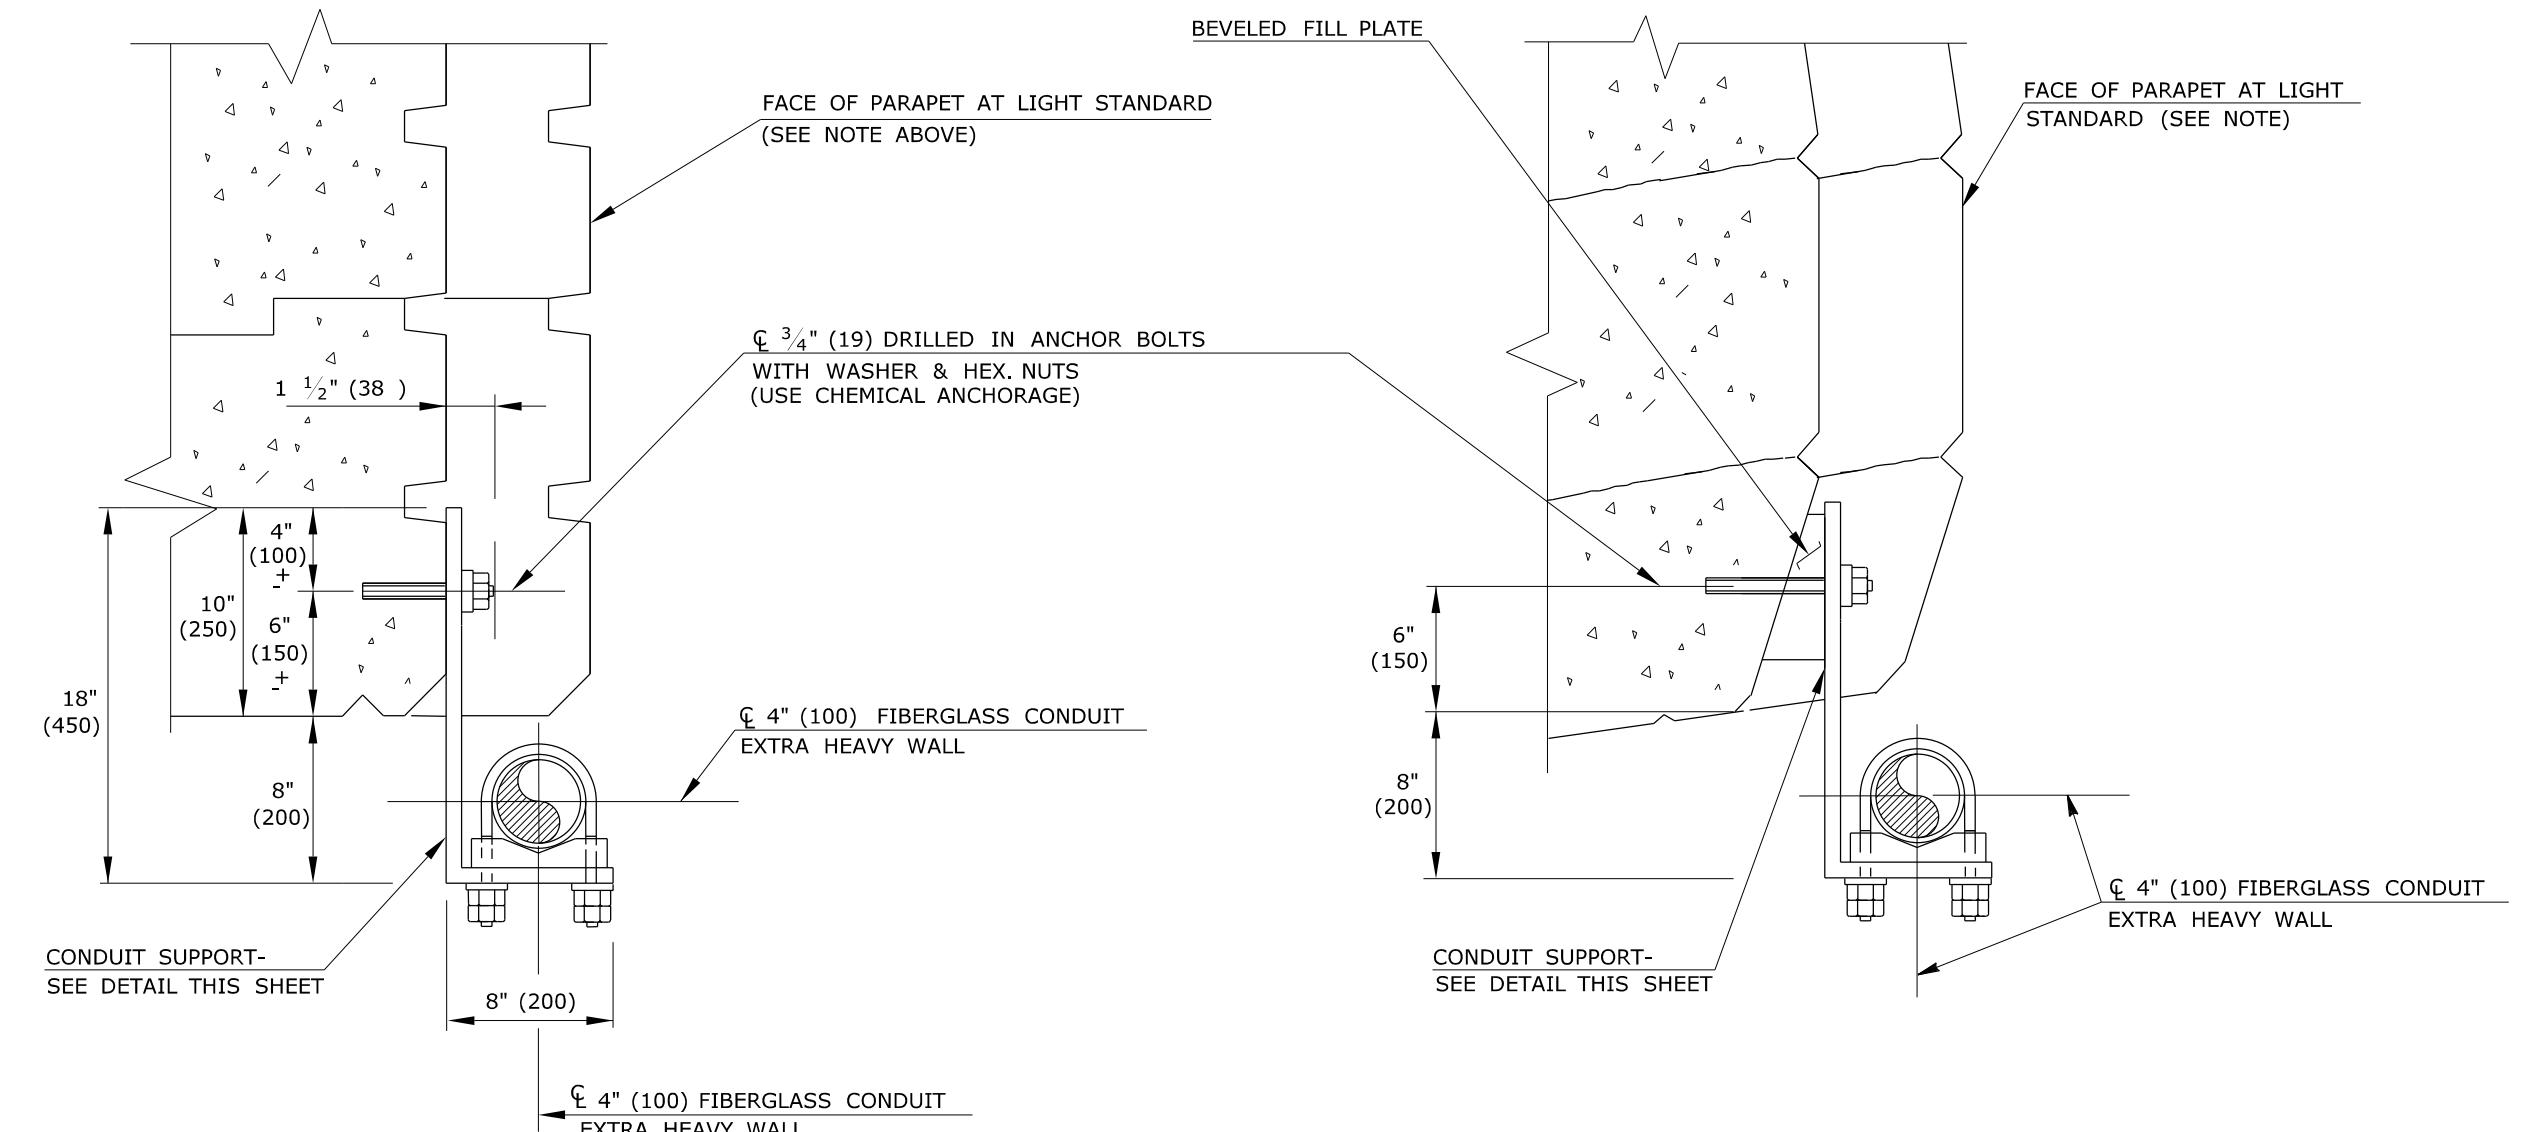 BEVELED FILL PLATE
FACE OF PARAPET AT LIGHT STANDARD
(SEE NOTE ABOVE)
FACE OF PARAPET AT LIGHT
STANDARD (SEE NOTE)
℄ 3/4" (19) DRILLED IN ANCHOR BOLTS
WITH WASHER & HEX. NUTS
(USE CHEMICAL ANCHORAGE)
1 1/2" (38 )
4"
(100)
+
-
10"
(250)
6"
(150)
+
-
18"
(450)
8"
(200)
℄ 4" (100) FIBERGLASS CONDUIT
EXTRA HEAVY WALL
CONDUIT SUPPORT-
SEE DETAIL THIS SHEET
8" (200)
℄ 4" (100) FIBERGLASS CONDUIT
EXTRA HEAVY WALL
6"
(150)
8"
(200)
CONDUIT SUPPORT-
SEE DETAIL THIS SHEET
℄ 4" (100) FIBERGLASS CONDUIT
EXTRA HEAVY WALL